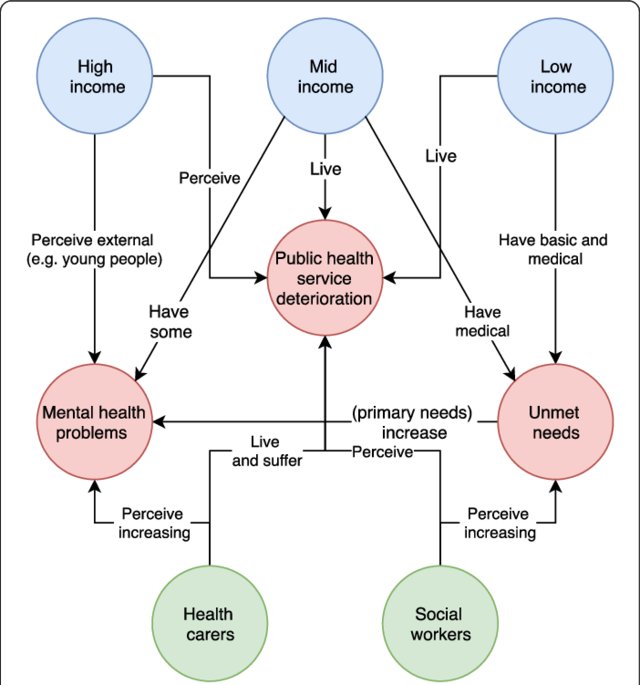 High
income
Mid
income
Low
income
Perceive
Live
Live
Perceive external
(e.g. young people)
Have basic and
medical
Public health
service
deterioration
Have
some
Have
medical
Mental health
problems
(primary needs)
increase
Unmet
needs
Live
and suffer
Perceive
Perceive
increasing
Perceive
increasing
Health
carers
Social
workers